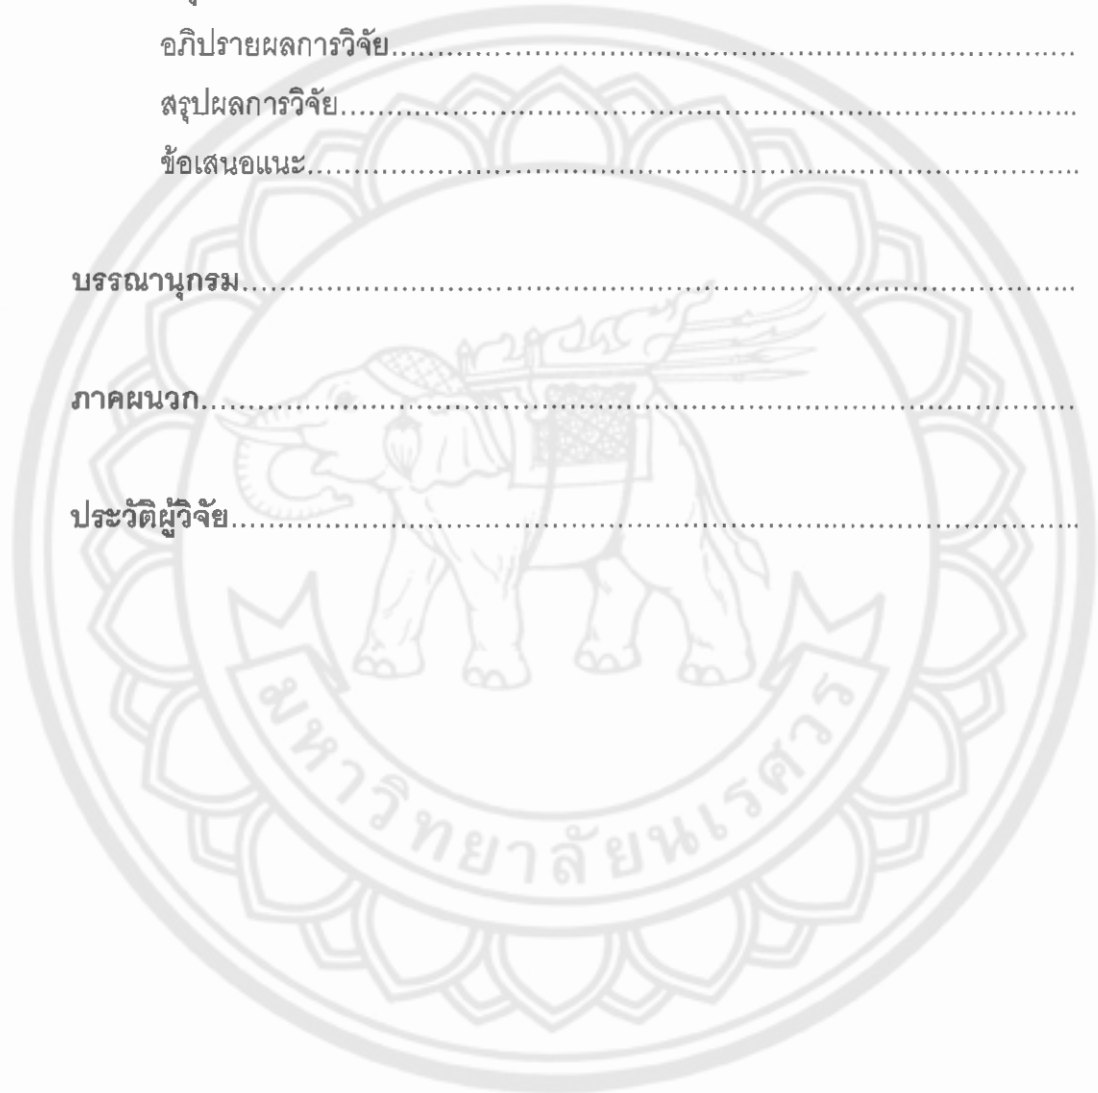 อภิปรายผลการวิจัย........................................................................
สรุปผลการวิจัย........................................................................
ข้อเสนอแนะ........................................................................
บรรณานุกรม........................................................................
ภาคผนวก........................................................................
ประวัติผู้วิจัย........................................................................
มหาวิทยาลัยนเรศวร